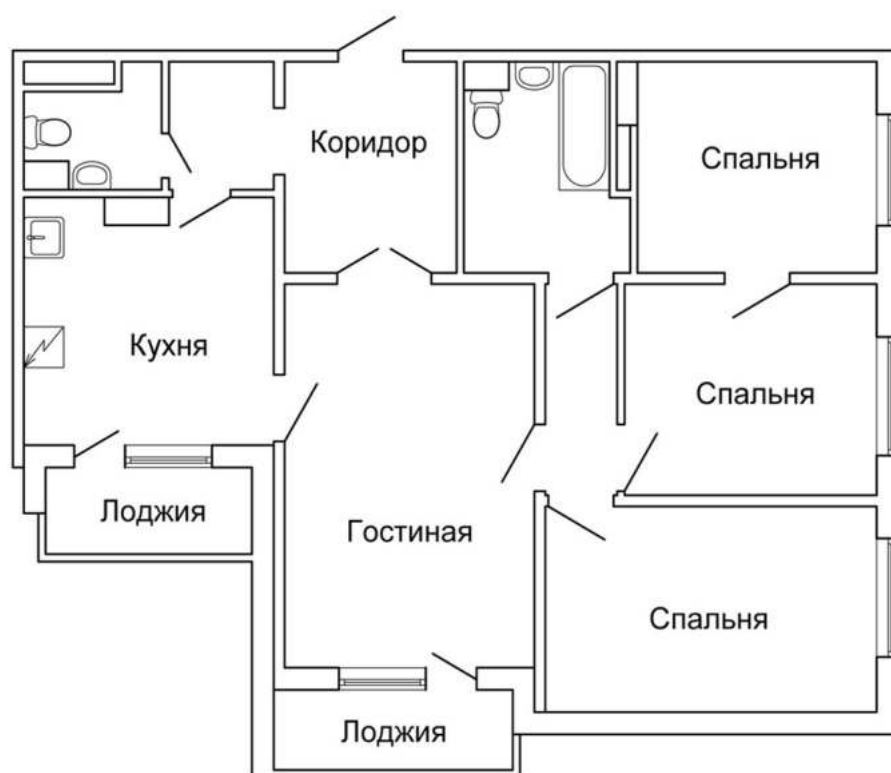 Коридор
Спальня
Кухня
Спальня
Лоджия
Гостиная
Спальня
Лоджия